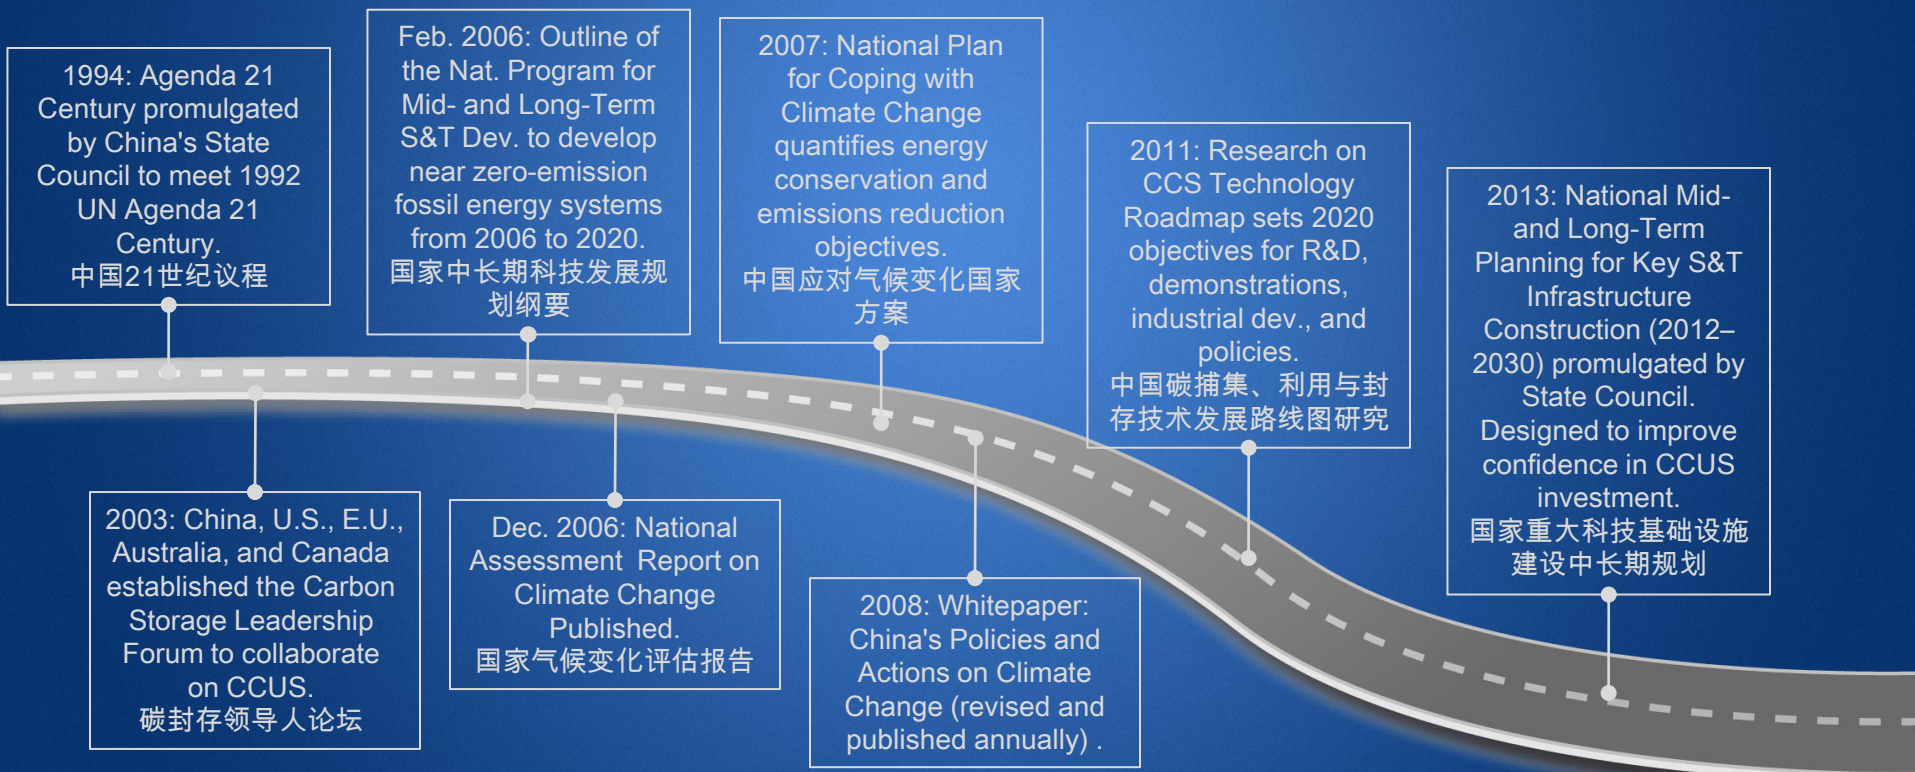 1994: Agenda 21
Century promulgated
by China's State
Council to meet 1992
UN Agenda 21
Century.
中国21世纪议程
2003: China, U.S., E.U.,
Australia, and Canada
established the Carbon
Storage Leadership
Forum to collaborate
on CCUS.
碳封存领导人论坛
Feb. 2006: Outline of
the Nat. Program for
Mid- and Long-Term
S&T Dev. to develop
near zero-emission
fossil energy systems
from 2006 to 2020.
国家中长期科技发展规
划纲要
Dec. 2006: National
Assessment  Report on
Climate Change
Published.
国家气候变化评估报告
2007: National Plan
for Coping with
Climate Change
quantifies energy
conservation and
emissions reduction
objectives.
中国应对气候变化国家
方案
2008: Whitepaper:
China's Policies and
Actions on Climate
Change (revised and
published annually) .
2011: Research on
CCS Technology
Roadmap sets 2020
objectives for R&D,
demonstrations,
industrial dev., and
policies.
中国碳捕集、利用与封
存技术发展路线图研究
2013: National Mid-
and Long-Term
Planning for Key S&T
Infrastructure
Construction (2012–
2030) promulgated by
State Council.
Designed to improve
confidence in CCUS
investment.
国家重大科技基础设施
建设中长期规划